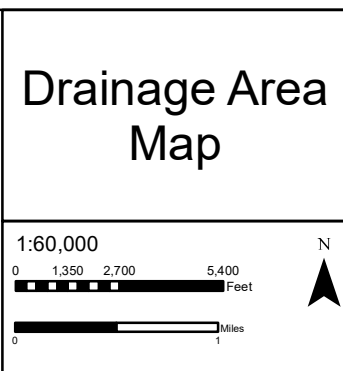 Drainage Area
Map
1:60,000
N
0 1,350 2,700 5,400
Feet
Miles
0 1